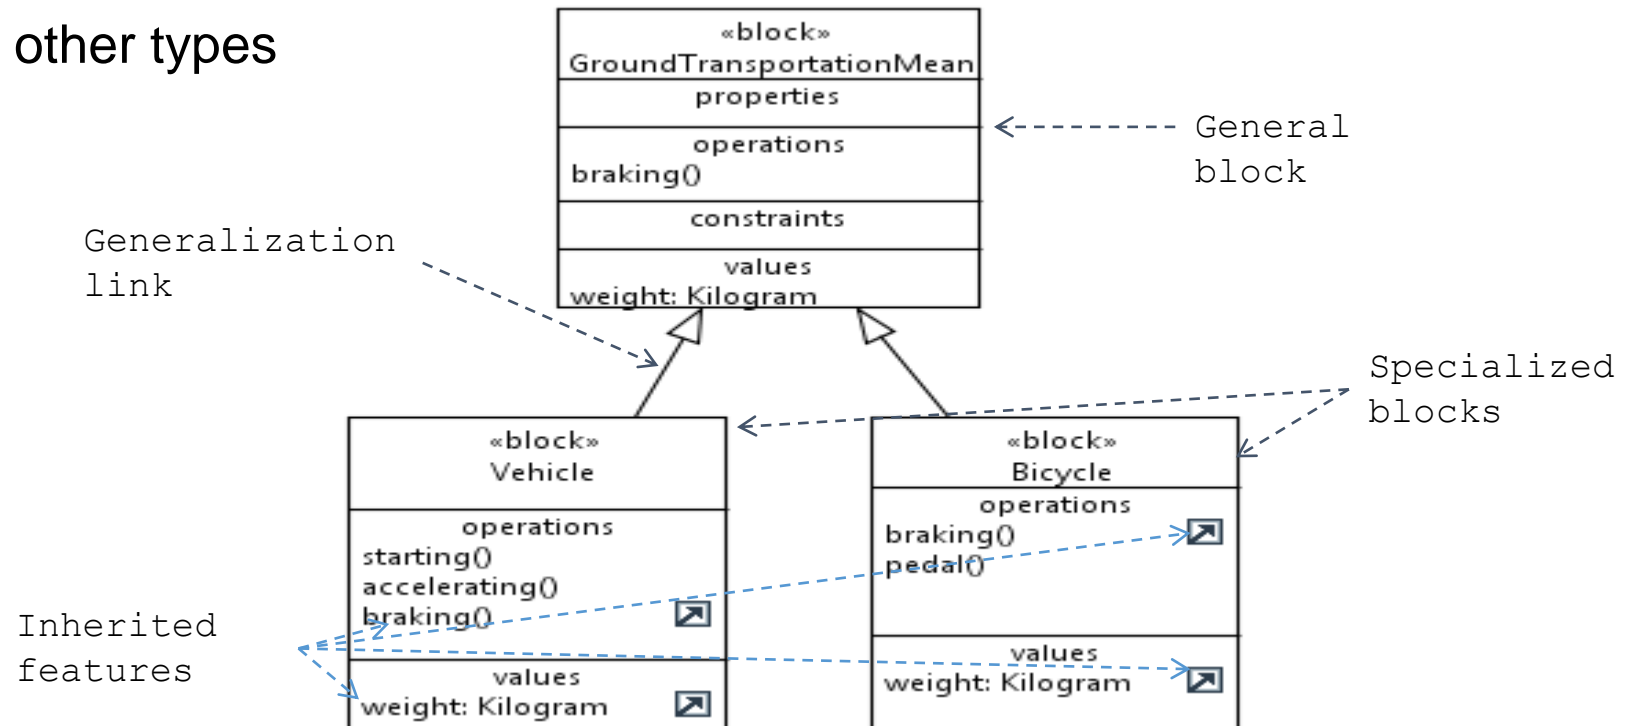 other types
«block»
GroundTransportationMean
properties
operations
braking()
constraints
values
weight: Kilogram
General
block
Generalization
link
Specialized
blocks
«block»
Vehicle
operations
starting()
accelerating()
braking()
values
weight: Kilogram
«block»
Bicycle
operations
braking()
pedal()
values
weight: Kilogram
Inherited
features